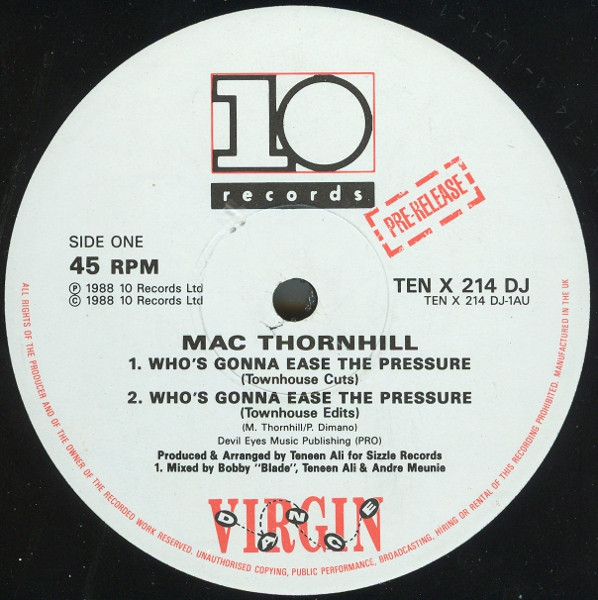 10
records
PRE-RELEASE
SIDE ONE
45 RPM
℗ 1988 10 Records Ltd
© 1988 10 Records Ltd
TEN X 214 DJ
TEN X 214 DJ-1AU
MAC THORNHILL
1. WHO'S GONNA EASE THE PRESSURE
(Townhouse Cuts)
2. WHO'S GONNA EASE THE PRESSURE
(Townhouse Edits)
(M. Thornhill/P. Dimano)
Devil Eyes Music Publishing (PRO)
Produced & Arranged by Teneen Ali for Sizzle Records
1. Mixed by Bobby "Blade", Teneen Ali & Andre Meunie
VIRGIN
DANCE
ALL RIGHTS OF THE PRODUCER AND OF THE OWNER OF THE RECORDED WORK RESERVED. UNAUTHORISED COPYING, PUBLIC PERFORMANCE, BROADCASTING, HIRING OR RENTAL OF THIS RECORDING PROHIBITED. MANUFACTURED IN THE UK